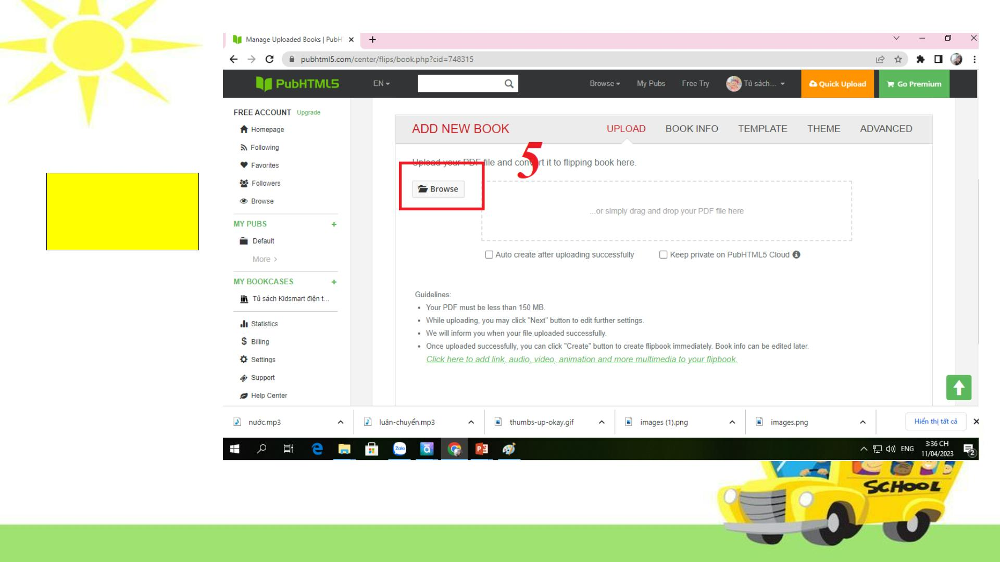 Manage Uploaded Books | PubH
pubhtml5.com/center/flips/book.php?cid=748315
PubHTML5
EN
Browse
My Pubs
Free Try
Tủ sách...
Quick Upload
Go Premium
FREE ACCOUNT Upgrade
Homepage
Following
Favorites
Followers
Browse
MY PUBS +
Default
More >
MY BOOKCASES +
Tủ sách Kidsmart điện t...
Statistics
$ Billing
Settings
Support
Help Center
ADD NEW BOOK
UPLOAD
BOOK INFO
TEMPLATE
THEME
ADVANCED
5
Upload your PDF file and convert it to flipping book here.
Browse
...or simply drag and drop your PDF file here
Auto create after uploading successfully
Keep private on PubHTML5 Cloud
Guidelines:
• Your PDF must be less than 150 MB.
• While uploading, you may click "Next" button to edit further settings.
• We will inform you when your file uploaded successfully.
• Once uploaded successfully, you can click "Create" button to create flipbook immediately. Book info can be edited later.
Click here to add link, audio, video, animation and more multimedia to your flipbook.
nước.mp3
luân-chuyển.mp3
thumbs-up-okay.gif
images (1).png
images.png
Hiển thị tất cả
Zalo
ENG
3:36 CH
11/04/2023
2
SCHOOL